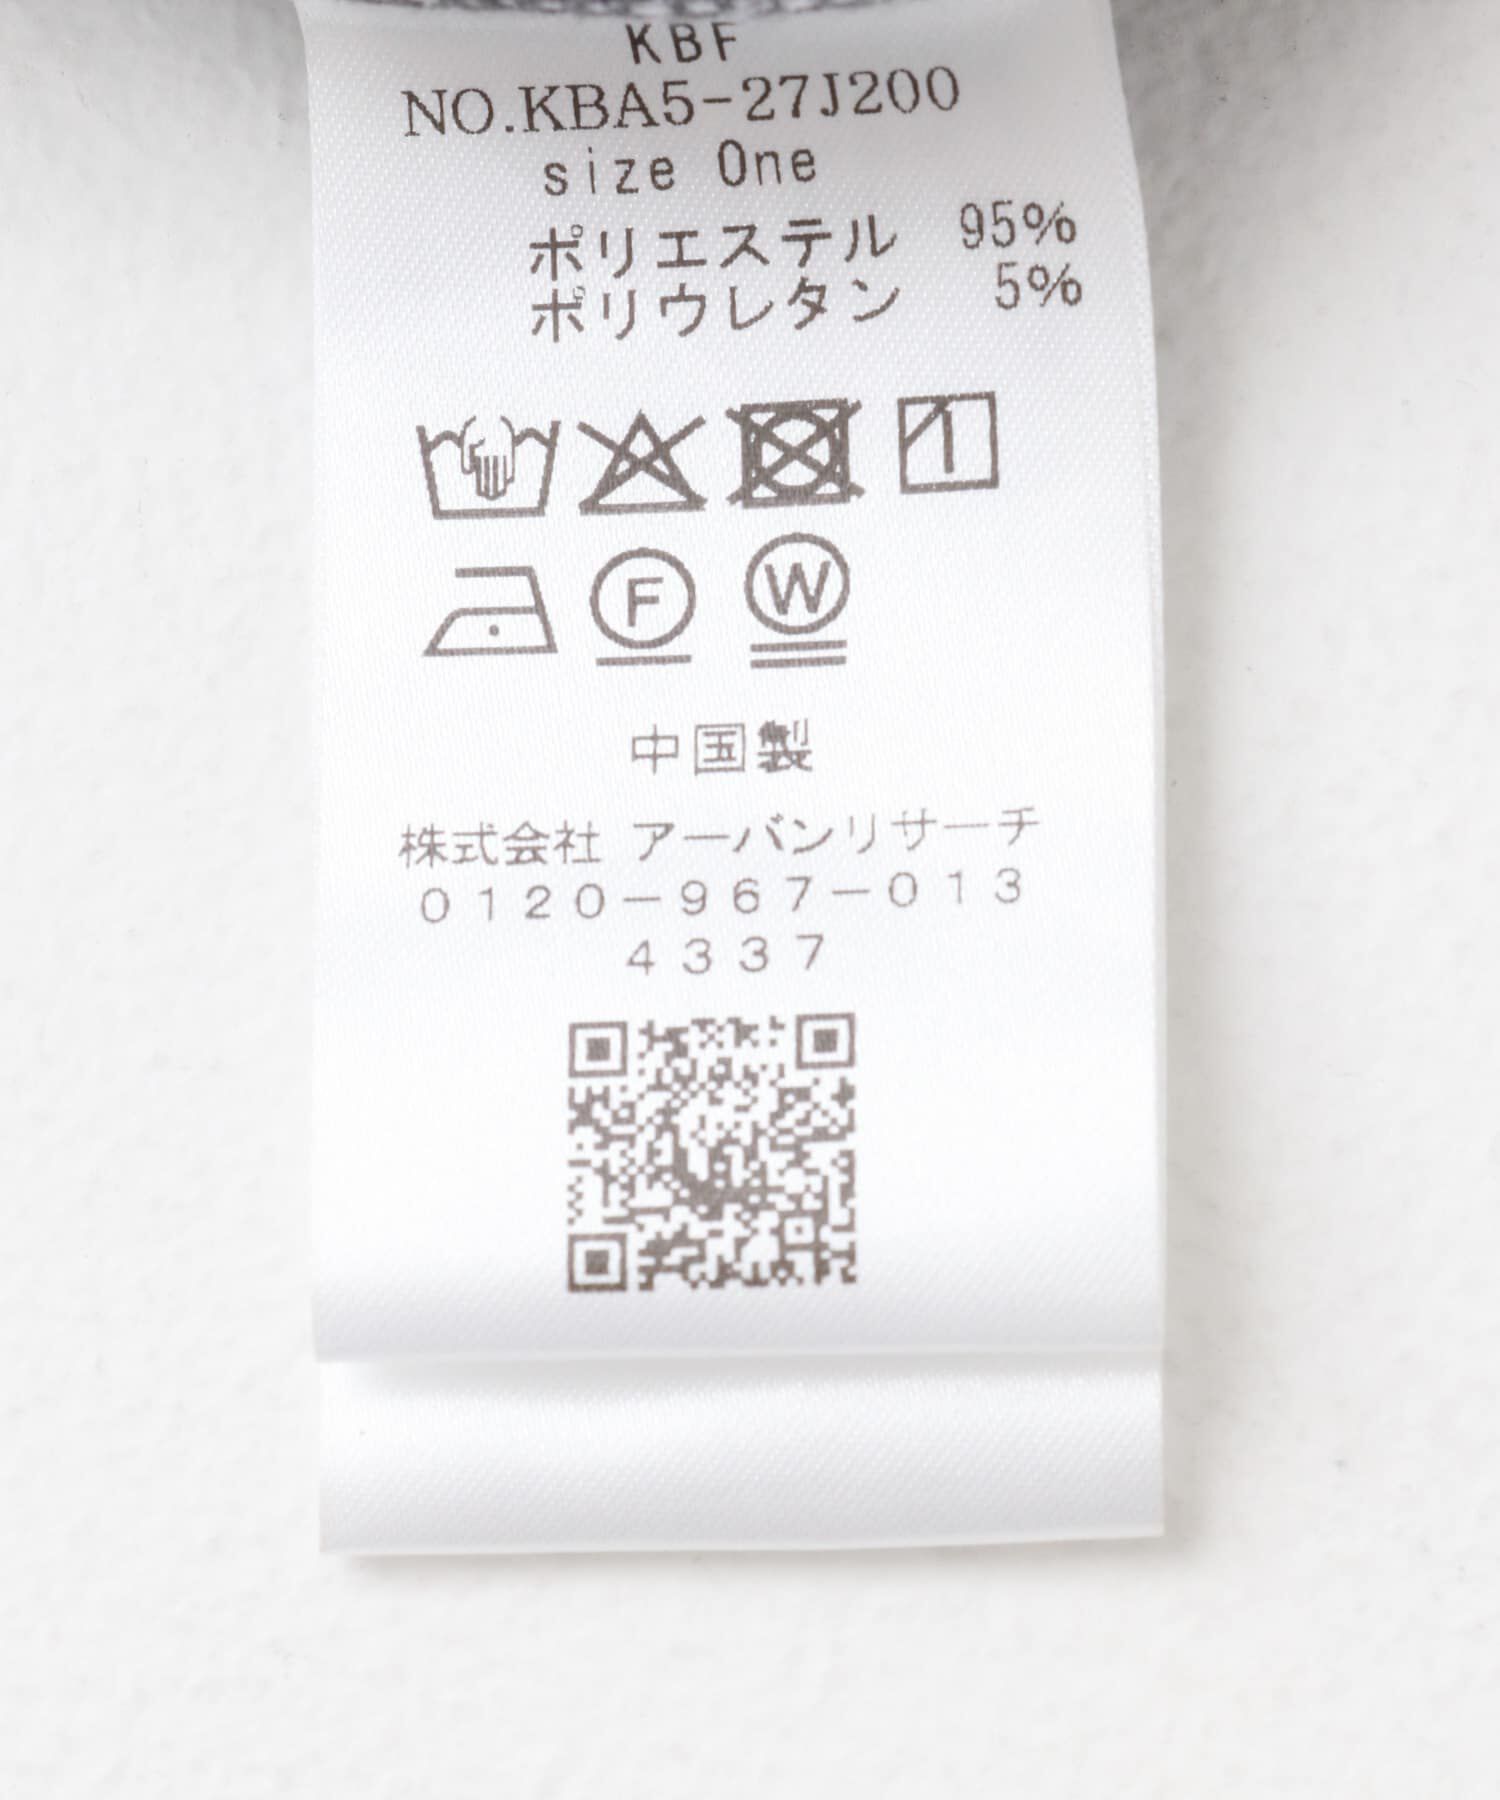 KBF
NO.KBA5-27J200
size One
ポリエステル 95%
ポリウレタン 5%
F W
中国製
株式会社 アーバンリサーチ
0120-967-013
4337